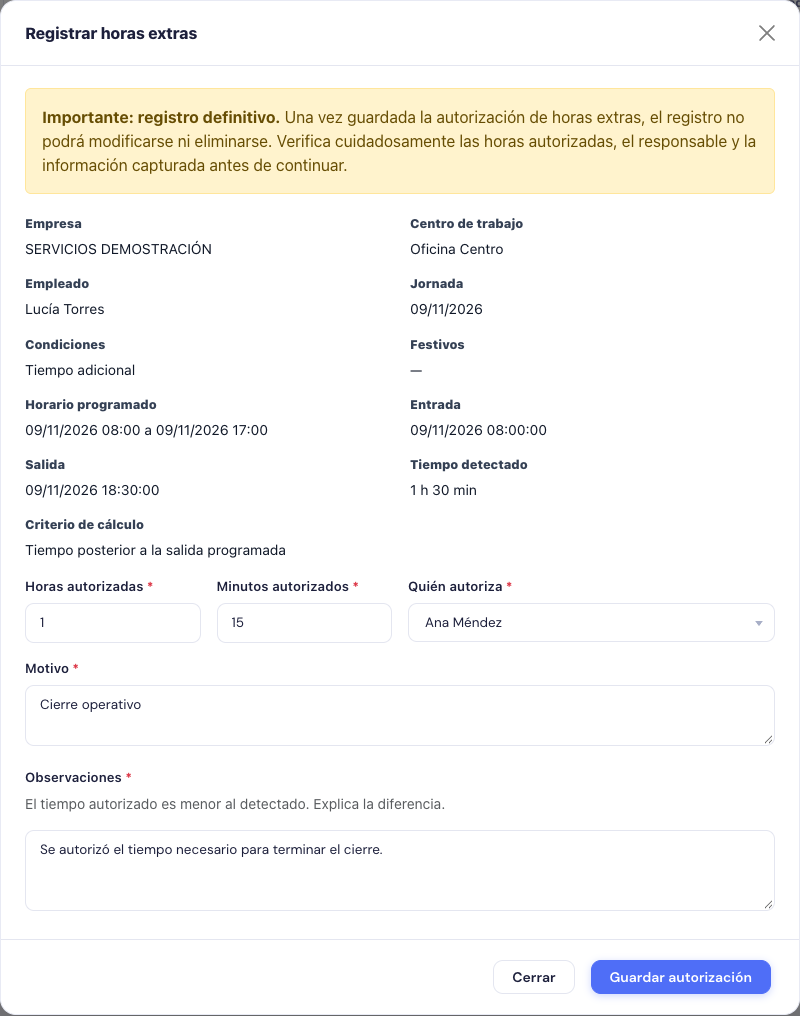 Registrar horas extras
Importante: registro definitivo. Una vez guardada la autorización de horas extras, el registro no
podrá modificarse ni eliminarse. Verifica cuidadosamente las horas autorizadas, el responsable y la
información capturada antes de continuar.
Empresa
SERVICIOS DEMOSTRACIÓN
Centro de trabajo
Oficina Centro
Empleado
Lucía Torres
Jornada
09/11/2026
Condiciones
Tiempo adicional
Festivos
—
Horario programado
09/11/2026 08:00 a 09/11/2026 17:00
Entrada
09/11/2026 08:00:00
Salida
09/11/2026 18:30:00
Tiempo detectado
1 h 30 min
Criterio de cálculo
Tiempo posterior a la salida programada
Horas autorizadas *
1
Minutos autorizados *
15
Quién autoriza *
Ana Méndez
Motivo *
Cierre operativo
Observaciones *
El tiempo autorizado es menor al detectado. Explica la diferencia.
Se autorizó el tiempo necesario para terminar el cierre.
Cerrar
Guardar autorización